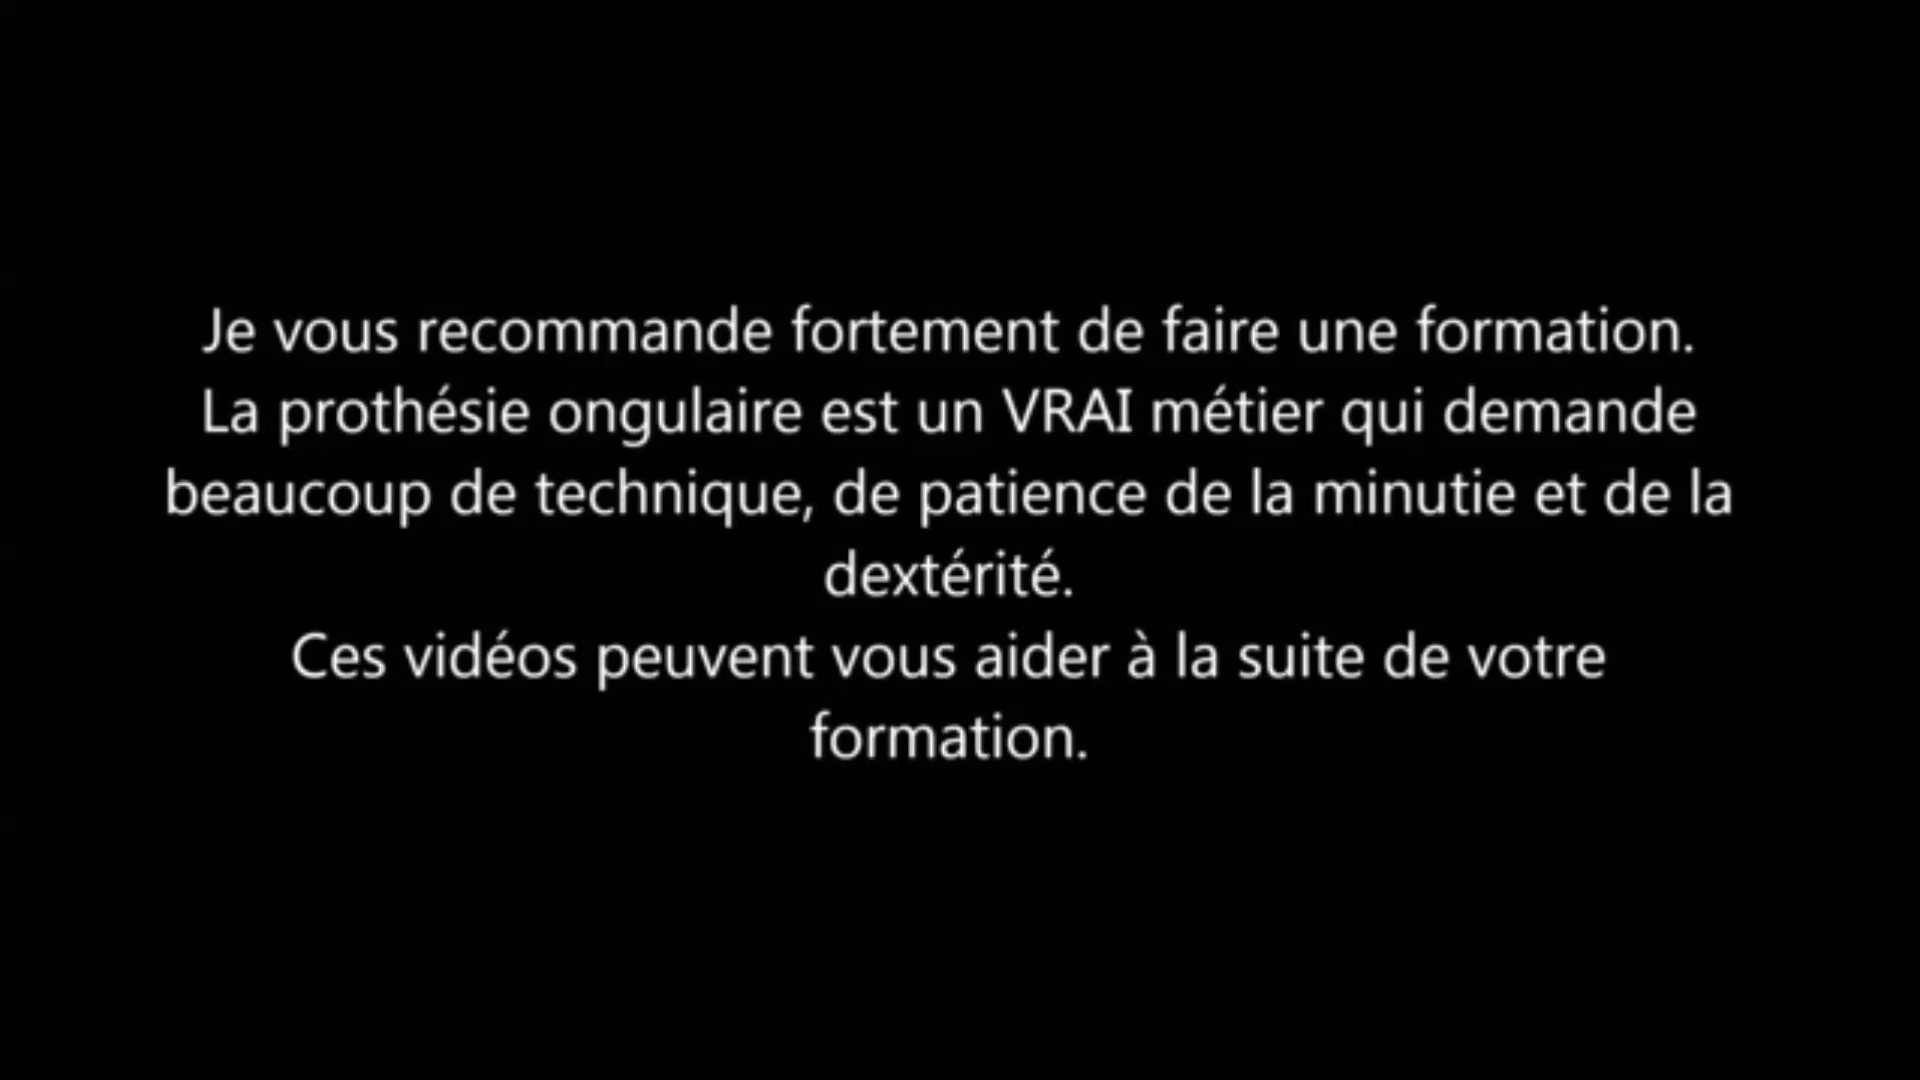 Je vous recommande fortement de faire une formation.
La prothésie ongulaire est un VRAI métier qui demande
beaucoup de technique, de patience de la minutie et de la
dextérité.
Ces vidéos peuvent vous aider à la suite de votre
formation.